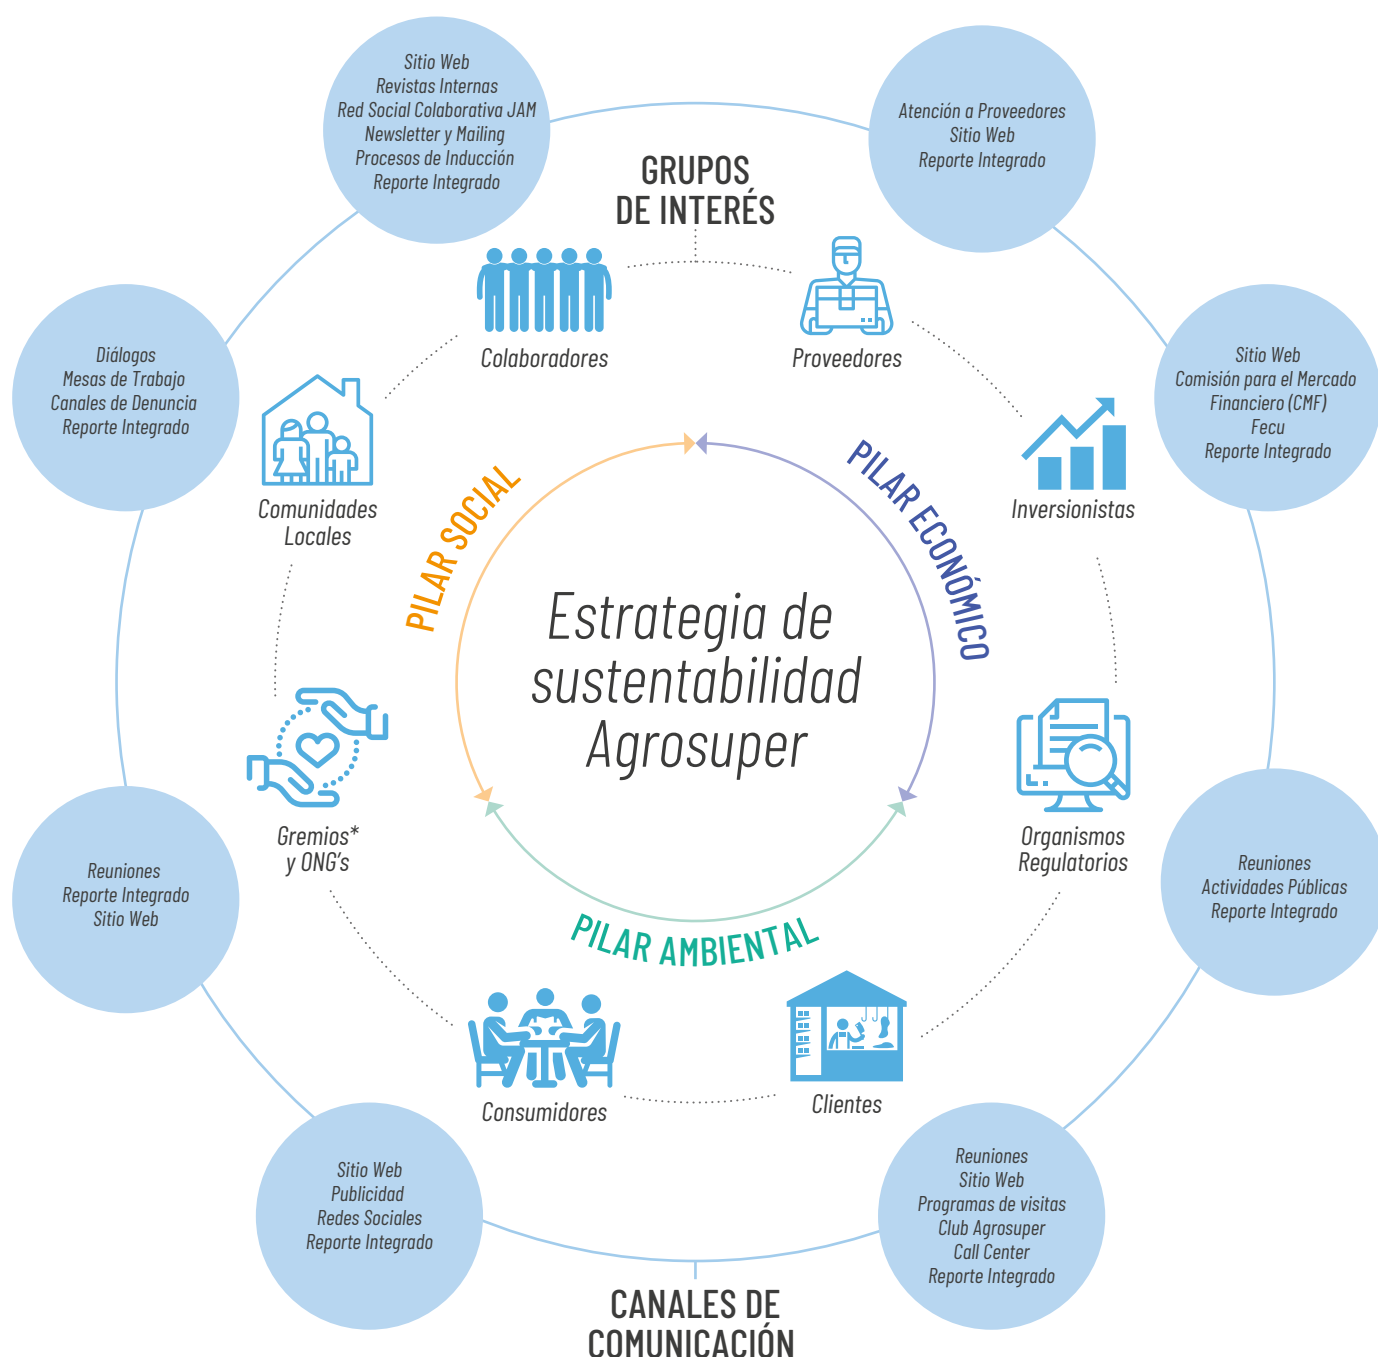 Sitio Web
Revistas Internas
Red Social Colaborativa JAM
Newsletter y Mailing
Procesos de Inducción
Reporte Integrado
Atención a Proveedores
Sitio Web
Reporte Integrado
GRUPOS
DE INTERÉS
Colaboradores
Proveedores
Diálogos
Mesas de Trabajo
Canales de Denuncia
Reporte Integrado
Sitio Web
Comisión para el Mercado
Financiero (CMF)
Fecu
Reporte Integrado
Comunidades
Locales
Inversionistas
PILAR SOCIAL
PILAR ECONÓMICO
Estrategia de
sustentabilidad
Agrosuper
Gremios*
y ONG's
Organismos
Regulatorios
Reuniones
Reporte Integrado
Sitio Web
Reuniones
Actividades Públicas
Reporte Integrado
PILAR AMBIENTAL
Consumidores
Clientes
Sitio Web
Publicidad
Redes Sociales
Reporte Integrado
Reuniones
Sitio Web
Programas de visitas
Club Agrosuper
Call Center
Reporte Integrado
CANALES DE
COMUNICACIÓN